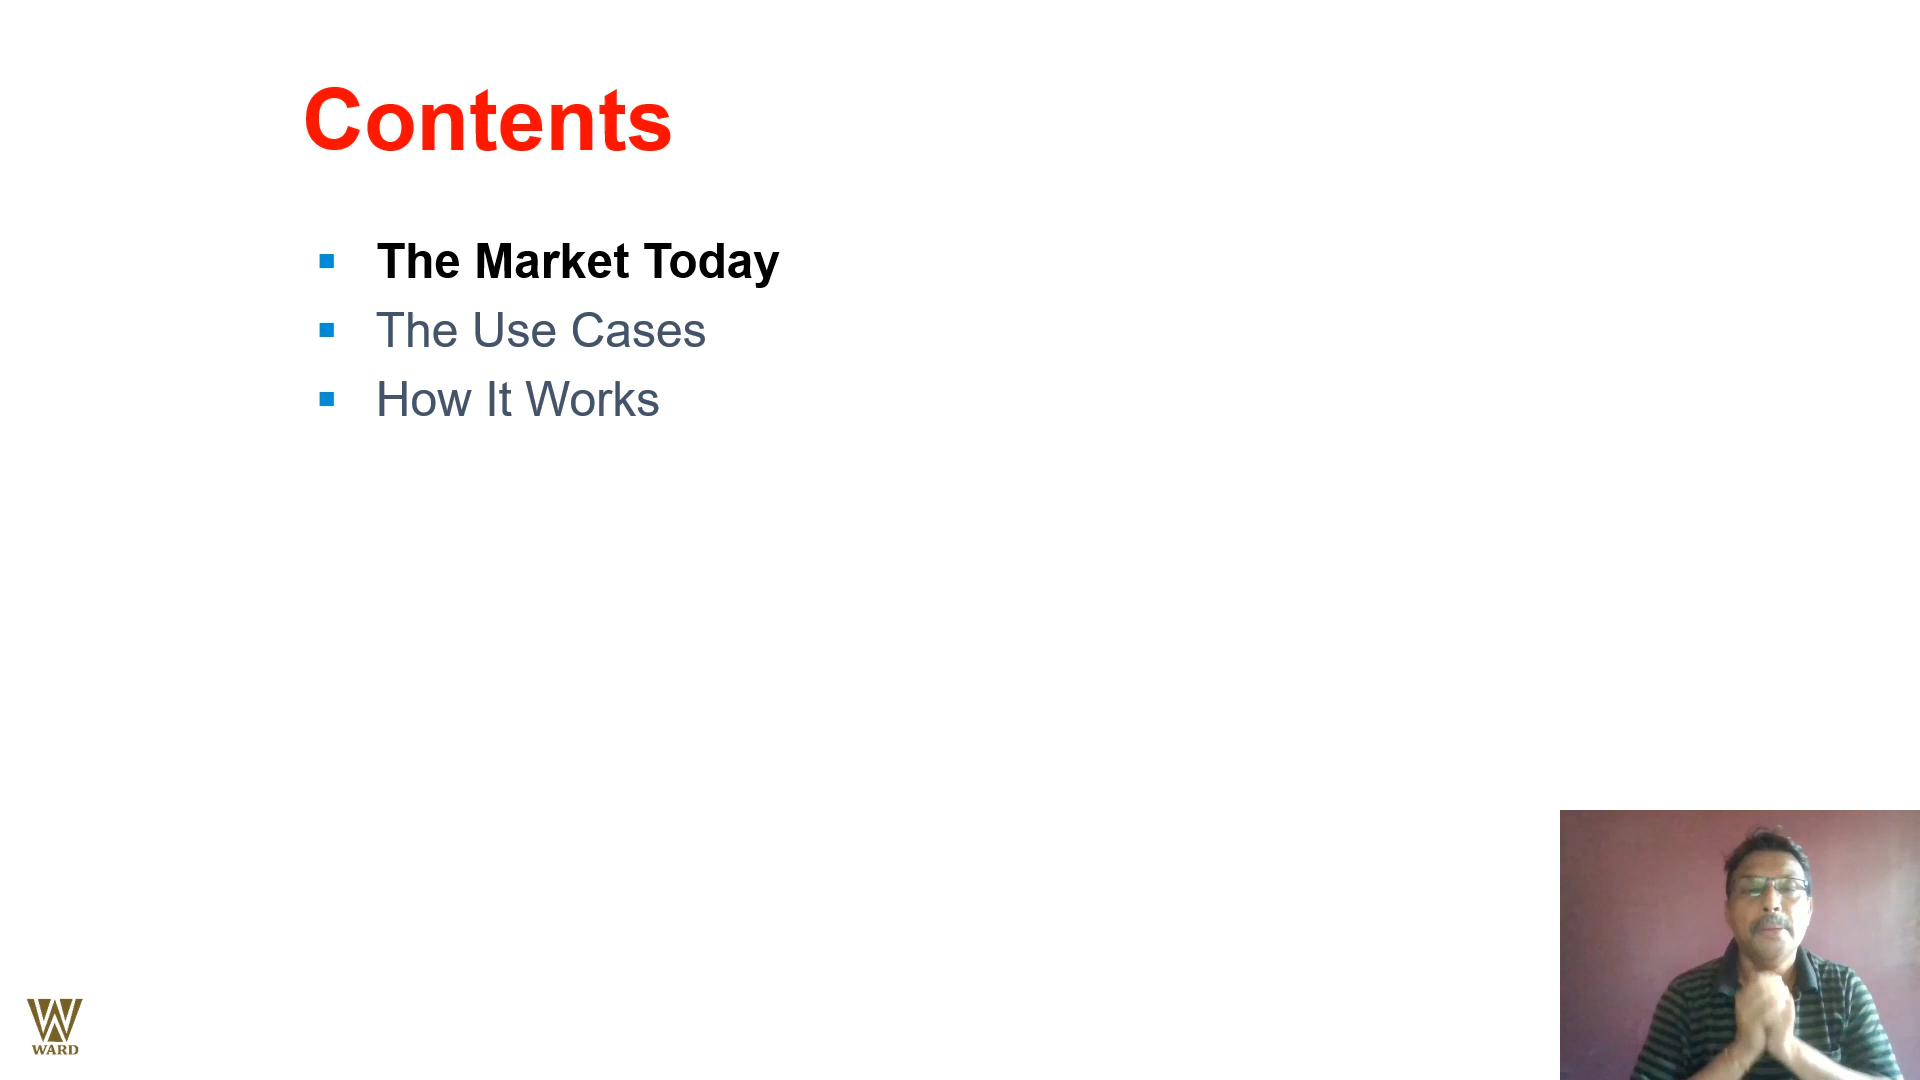 Contents
The Market Today
The Use Cases
How It Works
WARD